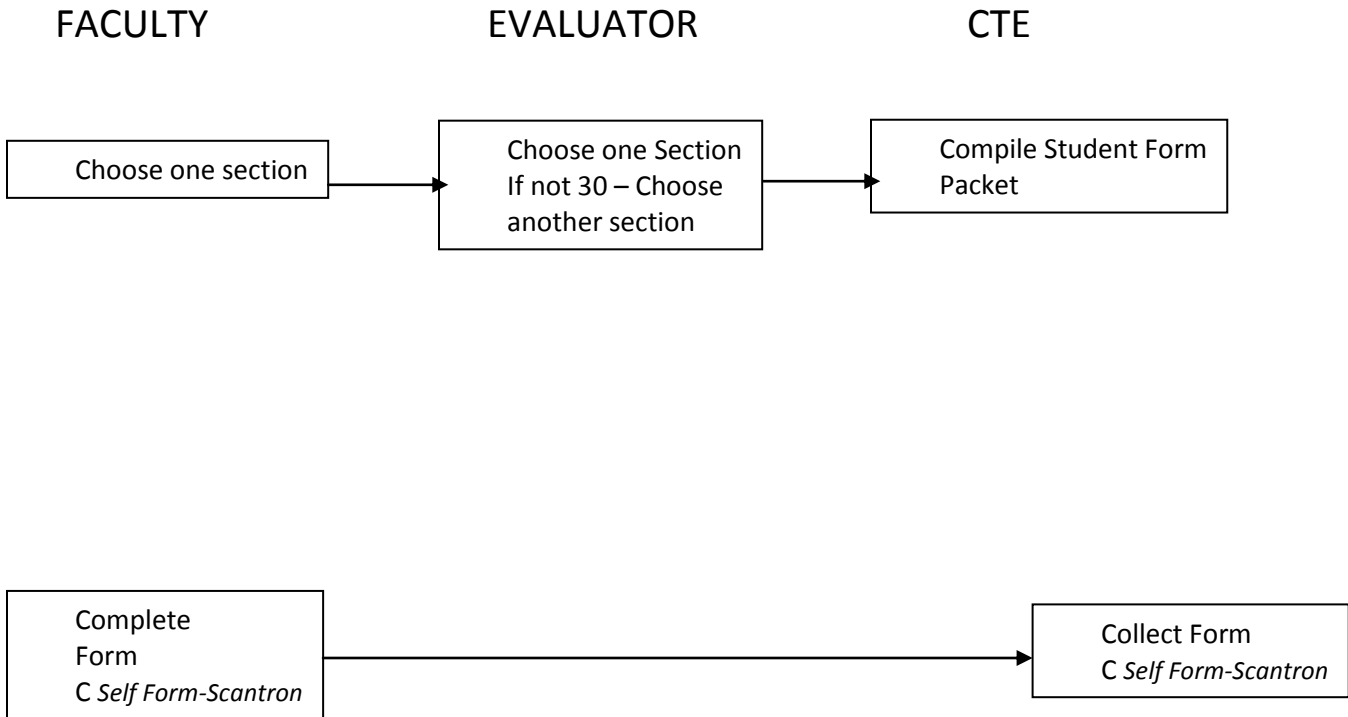 FACULTY
EVALUATOR
CTE
Choose one section
Choose one Section
If not 30 – Choose
another section
Compile Student Form
Packet
Complete
Form
C Self Form-Scantron
Collect Form
C Self Form-Scantron